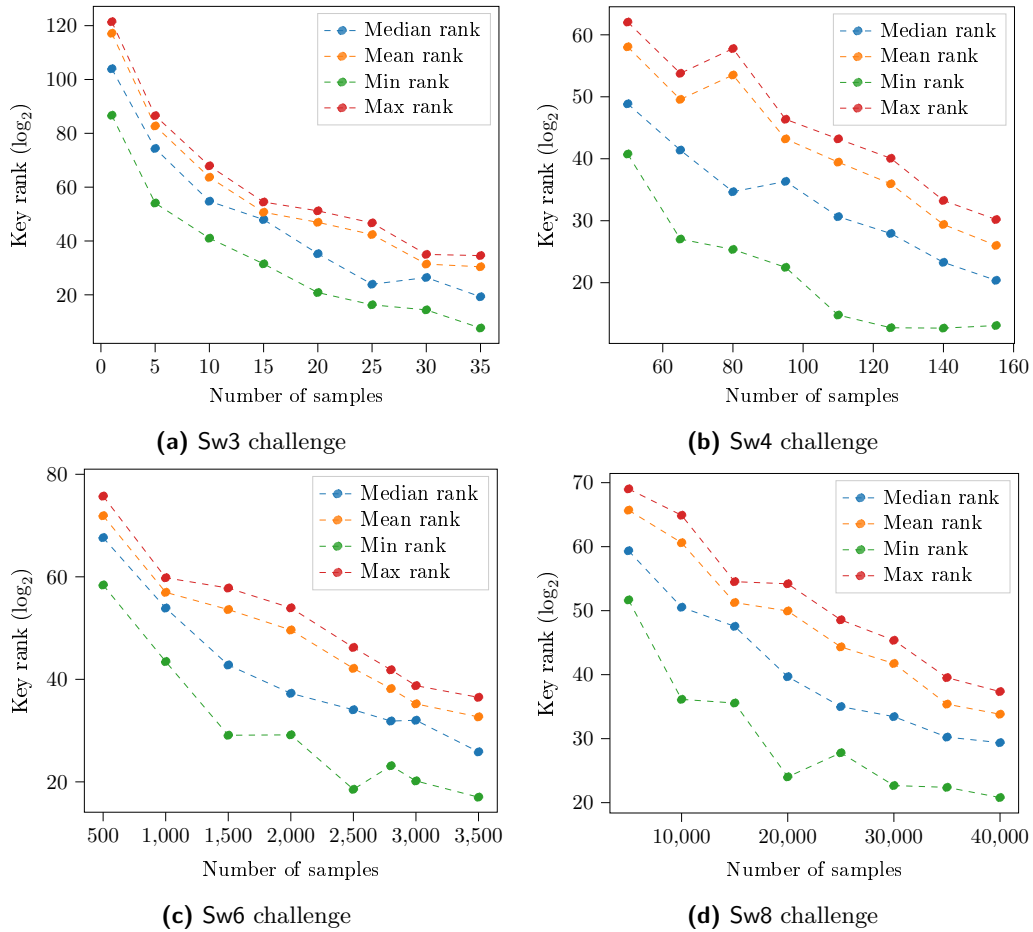 120
100
80
60
40
20
Key rank (log₂)
Median rank
Mean rank
Min rank
Max rank
0 5 10 15 20 25 30 35
Number of samples
(a) Sw3 challenge
60
50
40
30
20
Key rank (log₂)
Median rank
Mean rank
Min rank
Max rank
60 80 100 120 140 160
Number of samples
(b) Sw4 challenge
80
60
40
20
Key rank (log₂)
Median rank
Mean rank
Min rank
Max rank
500 1,000 1,500 2,000 2,500 3,000 3,500
Number of samples
(c) Sw6 challenge
70
60
50
40
30
20
Key rank (log₂)
Median rank
Mean rank
Min rank
Max rank
10,000 20,000 30,000 40,000
Number of samples
(d) Sw8 challenge